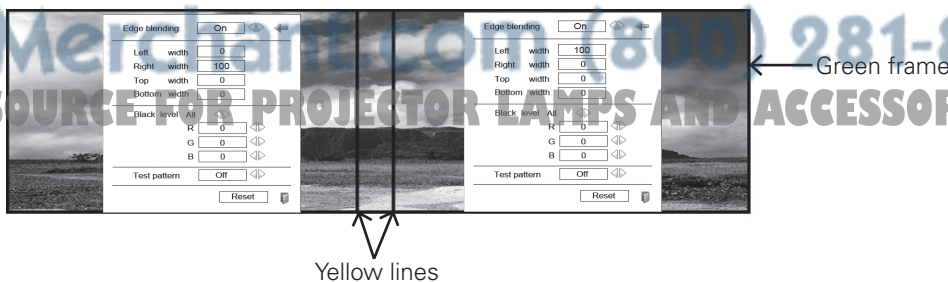 Merchant.com (800) 281-8
SOURCE FOR PROJECTOR LAMPS AND ACCESSOR
Edge blending On
Left width 0
Right width 100
Top width 0
Bottom width 0
Black level All
R 0
G 0
B 0
Test pattern Off
Reset
Edge blending On
Left width 100
Right width 0
Top width 0
Bottom width 0
Black level All
R 0
G 0
B 0
Test pattern Off
Reset
Green frame
Yellow lines